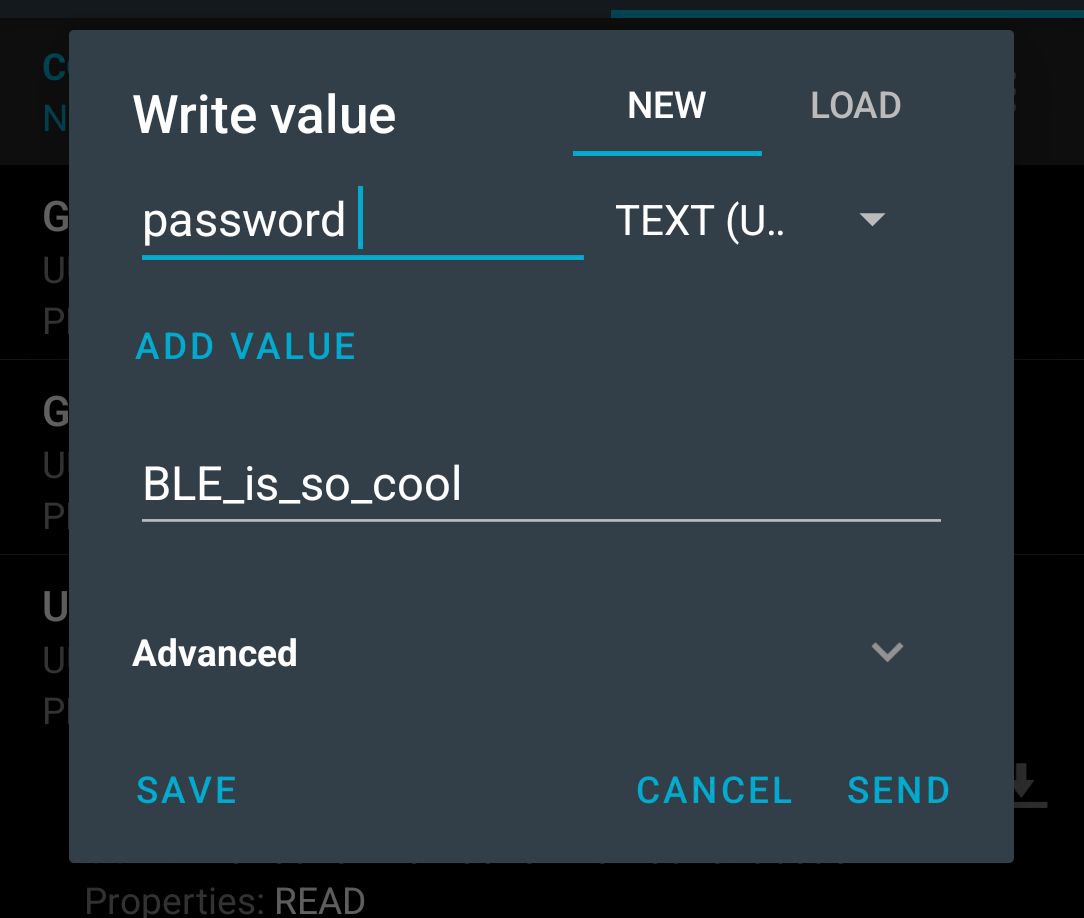 Write value
NEW
LOAD
password
TEXT (U..
ADD VALUE
BLE_is_so_cool
Advanced
SAVE
CANCEL
SEND
Properties: READ